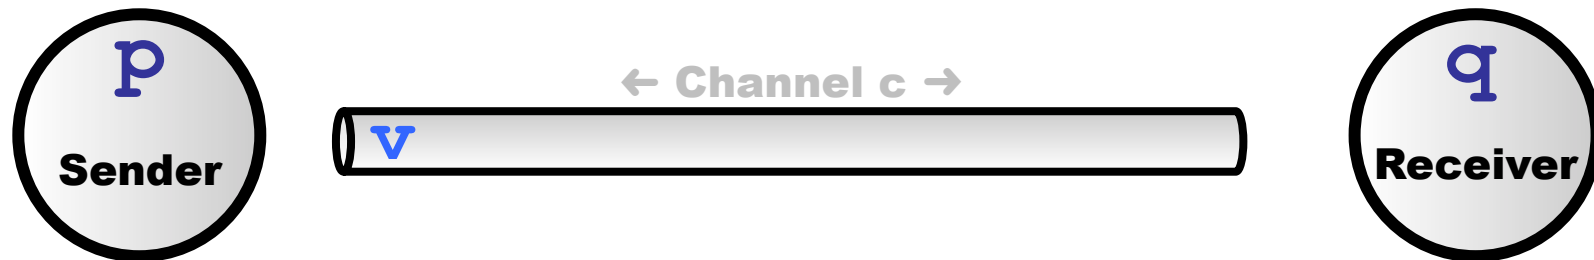 p
Sender
← Channel c →
v
q
Receiver